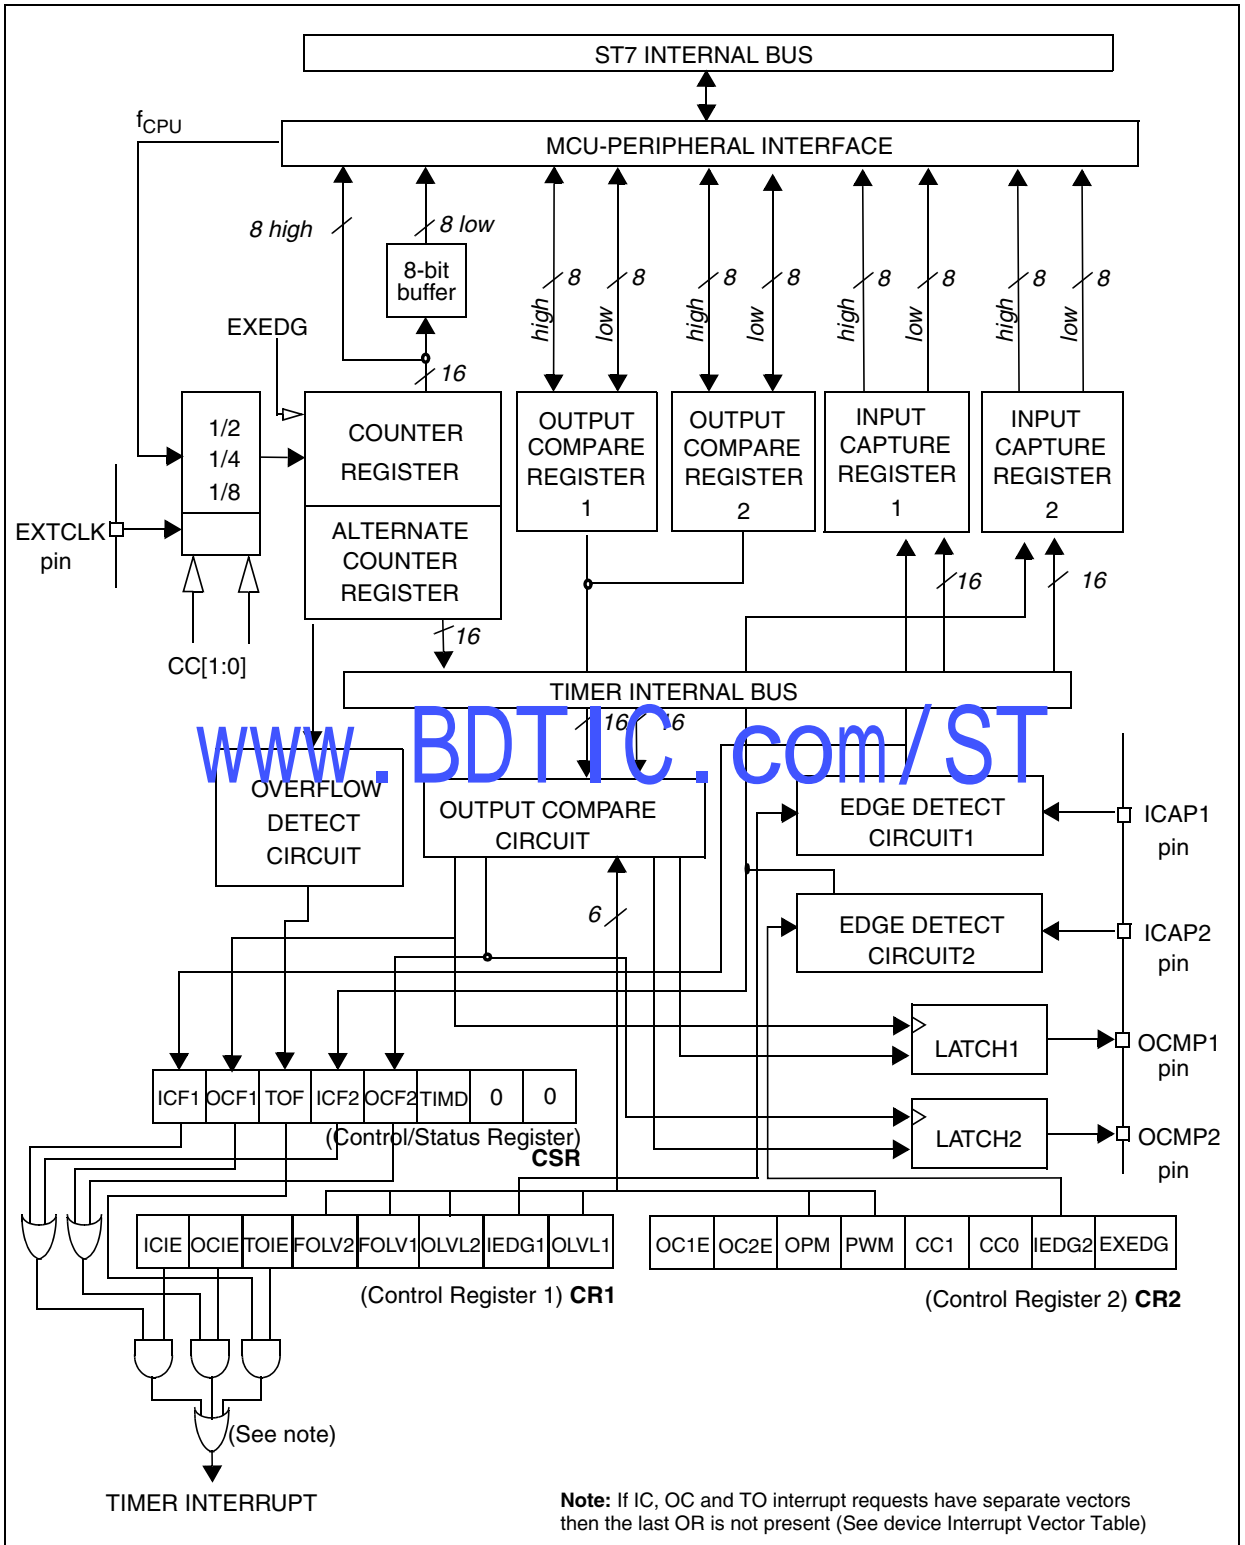 ST7 INTERNAL BUS
fCPU
MCU-PERIPHERAL INTERFACE
8 high
8 low
8-bit
buffer
8
8
8
8
8
8
8
8
high
low
high
low
high
low
high
low
EXEDG
16
1/2
1/4
1/8
COUNTER
REGISTER
OUTPUT
COMPARE
REGISTER
1
OUTPUT
COMPARE
REGISTER
2
INPUT
CAPTURE
REGISTER
1
INPUT
CAPTURE
REGISTER
2
EXTCLK
pin
ALTERNATE
COUNTER
REGISTER
16
16
16
CC[1:0]
TIMER INTERNAL BUS
16
16
www.BDTIC.com/ST
OVERFLOW
DETECT
CIRCUIT
OUTPUT COMPARE
CIRCUIT
EDGE DETECT
CIRCUIT1
ICAP1
pin
6
EDGE DETECT
CIRCUIT2
ICAP2
pin
LATCH1
OCMP1
pin
ICF1 OCF1 TOF ICF2 OCF2 TIMD 0 0
(Control/Status Register)
CSR
LATCH2
OCMP2
pin
ICIE OCIE TOIE FOLV2 FOLV1 OLVL2 IEDG1 OLVL1
OC1E OC2E OPM PWM CC1 CC0 IEDG2 EXEDG
(Control Register 1) CR1
(Control Register 2) CR2
(See note)
TIMER INTERRUPT
Note: If IC, OC and TO interrupt requests have separate vectors
then the last OR is not present (See device Interrupt Vector Table)